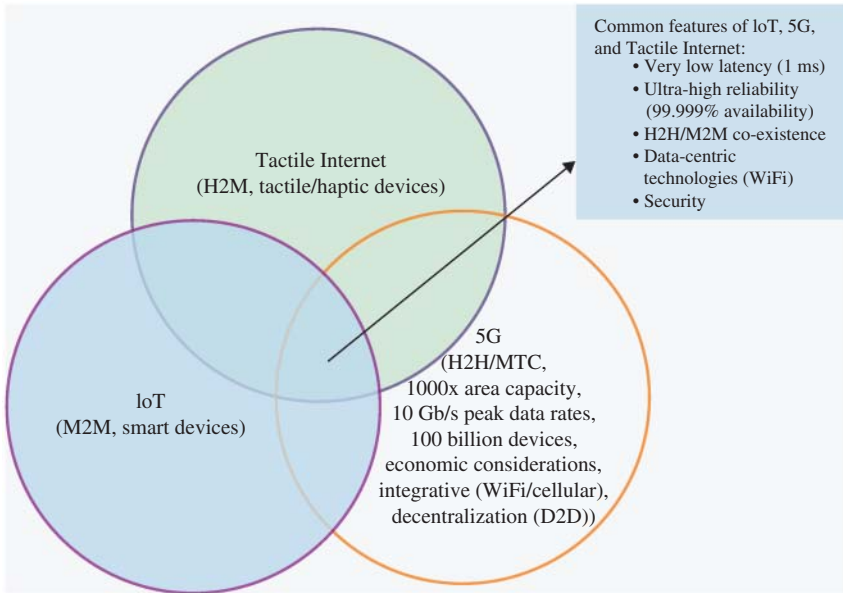 Common features of loT, 5G,
and Tactile Internet:
• Very low latency (1 ms)
• Ultra-high reliability
(99.999% availability)
• H2H/M2M co-existence
• Data-centric
technologies (WiFi)
• Security
Tactile Internet
(H2M, tactile/haptic devices)
5G
(H2H/MTC,
1000x area capacity,
10 Gb/s peak data rates,
100 billion devices,
economic considerations,
integrative (WiFi/cellular),
decentralization (D2D))
loT
(M2M, smart devices)